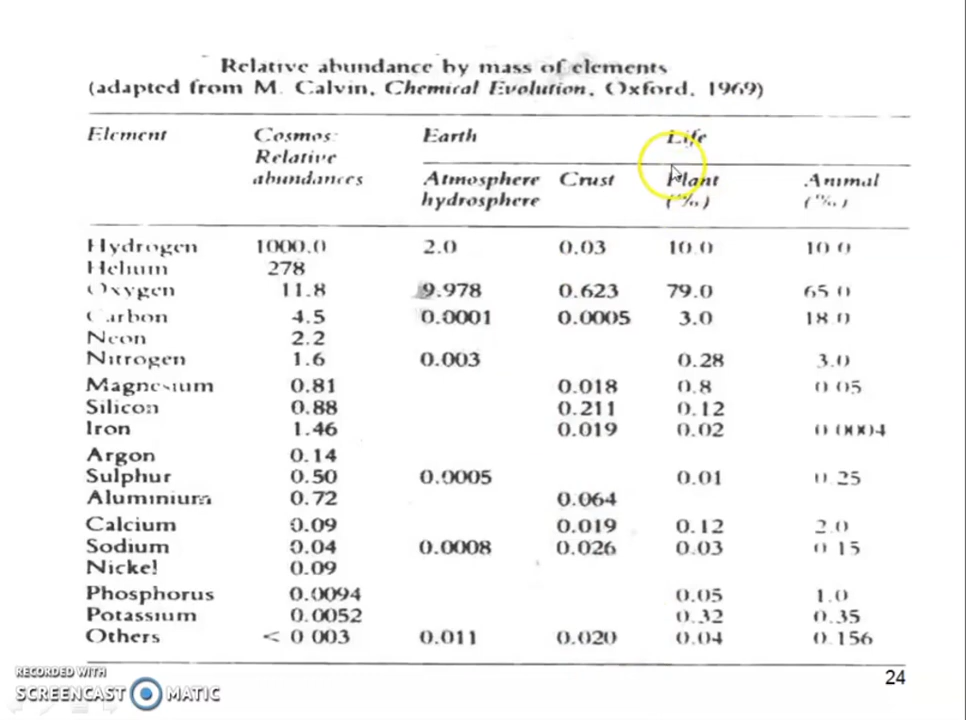 Relative abundance by mass of elements
(adapted from M. Calvin, Chemical Evolution, Oxford, 1969)
Element Cosmos: Earth Life
Relative
abundances Atmosphere Crust Plant Animal
hydrosphere (%) (%)
Hydrogen 1000.0 2.0 0.03 10.0 10.0
Helium 278
Oxygen 11.8 9.978 0.623 79.0 65.0
Carbon 4.5 0.0001 0.0005 3.0 18.0
Neon 2.2
Nitrogen 1.6 0.003 0.28 3.0
Magnesium 0.81 0.018 0.8 0.05
Silicon 0.88 0.211 0.12
Iron 1.46 0.019 0.02 0.0004
Argon 0.14
Sulphur 0.50 0.0005 0.01 0.25
Aluminium 0.72 0.064
Calcium 0.09 0.019 0.12 2.0
Sodium 0.04 0.0008 0.026 0.03 0.15
Nickel 0.09
Phosphorus 0.0094 0.05 1.0
Potassium 0.0052 0.32 0.35
Others < 0.003 0.011 0.020 0.04 0.156
RECORDED WITH
SCREENCAST MATIC
24